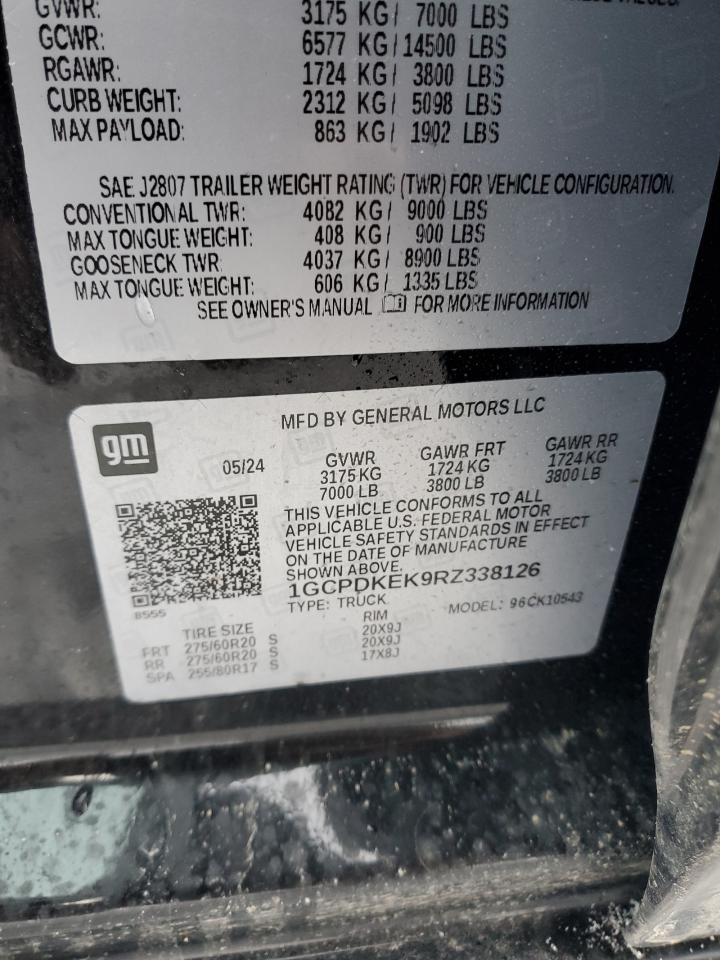 GVWR: 3175 KG/ 7000 LBS
GCWR: 6577 KG/ 14500 LBS
RGAWR: 1724 KG/ 3800 LBS
CURB WEIGHT: 2312 KG/ 5098 LBS
MAX PAYLOAD: 863 KG/ 1902 LBS
SAE J2807 TRAILER WEIGHT RATING (TWR) FOR VEHICLE CONFIGURATION.
CONVENTIONAL TWR: 4082 KG/ 9000 LBS
MAX TONGUE WEIGHT: 408 KG/ 900 LBS
GOOSENECK TWR 4037 KG/ 8900 LBS
MAX TONGUE WEIGHT: 606 KG/ 1335 LBS
SEE OWNER'S MANUAL FOR MORE INFORMATION
gm
MFD BY GENERAL MOTORS LLC
05/24 GVWR GAWR FRT GAWR RR
3175 KG 1724 KG 1724 KG
7000 LB 3800 LB 3800 LB
THIS VEHICLE CONFORMS TO ALL
APPLICABLE U.S. FEDERAL MOTOR
VEHICLE SAFETY STANDARDS IN EFFECT
ON THE DATE OF MANUFACTURE
SHOWN ABOVE.
1GCPDKEK9RZ338126
8555 TYPE: TRUCK MODEL: 96CK10543
TIRE SIZE RIM
FRT 275/60R20 S 20X9J
RR 275/60R20 S 20X9J
SPA 255/80R17 S 17X8J